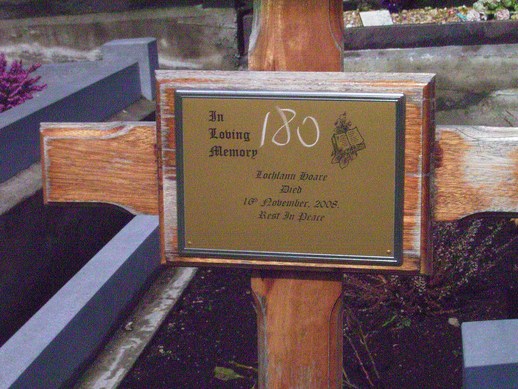 In
Loving
Memory
180
Lochlann Hoare
Died
16th November, 2008.
Rest In Peace